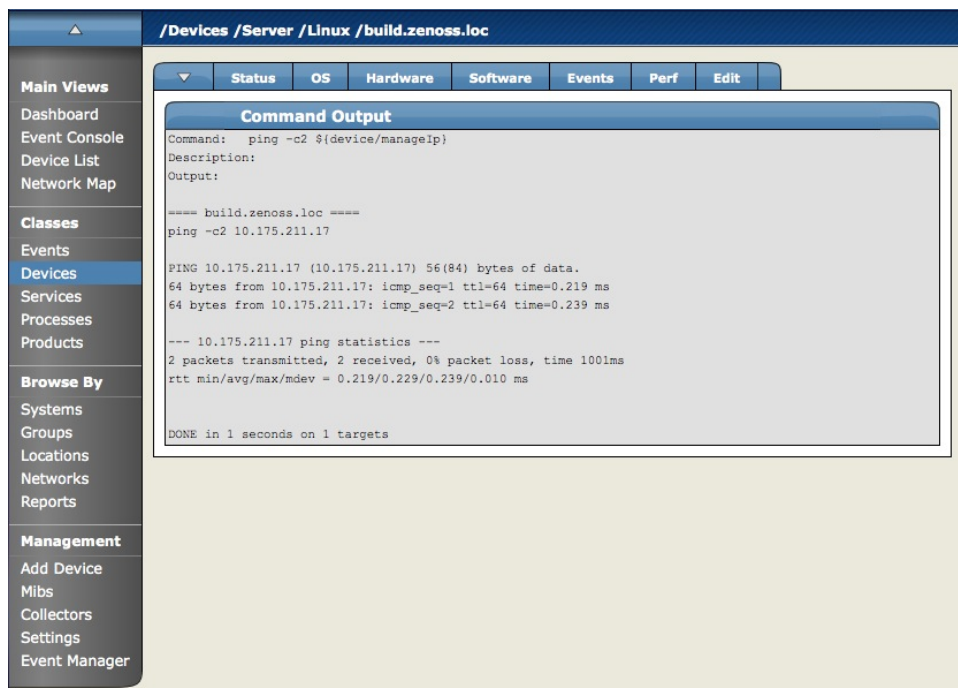 /Devices /Server /Linux /build.zenoss.loc
Main Views
Dashboard
Event Console
Device List
Network Map
Classes
Events
Devices
Services
Processes
Products
Browse By
Systems
Groups
Locations
Networks
Reports
Management
Add Device
Mibs
Collectors
Settings
Event Manager
Status OS Hardware Software Events Perf Edit
Command Output
Command: ping -c2 ${device/manageIp}
Description:
Output:
==== build.zenoss.loc ====
ping -c2 10.175.211.17
PING 10.175.211.17 (10.175.211.17) 56(84) bytes of data.
64 bytes from 10.175.211.17: icmp_seq=1 ttl=64 time=0.219 ms
64 bytes from 10.175.211.17: icmp_seq=2 ttl=64 time=0.239 ms
--- 10.175.211.17 ping statistics ---
2 packets transmitted, 2 received, 0% packet loss, time 1001ms
rtt min/avg/max/mdev = 0.219/0.229/0.239/0.010 ms
DONE in 1 seconds on 1 targets